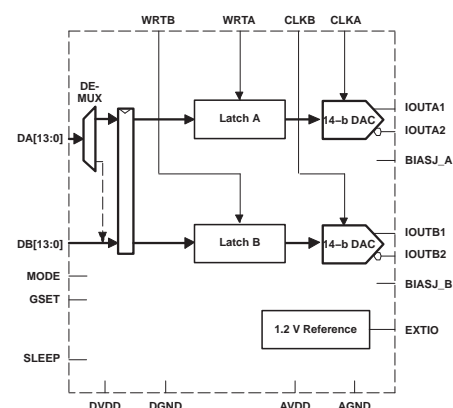 WRTB WRTA CLKB CLKA
DE-
MUX
DA[13:0]
Latch A
14–b DAC
IOUTA1
IOUTA2
BIASJ_A
DB[13:0]
Latch B
14–b DAC
IOUTB1
IOUTB2
MODE
GSET
BIASJ_B
1.2 V Reference
EXTIO
SLEEP
DVDD DGND AVDD AGND